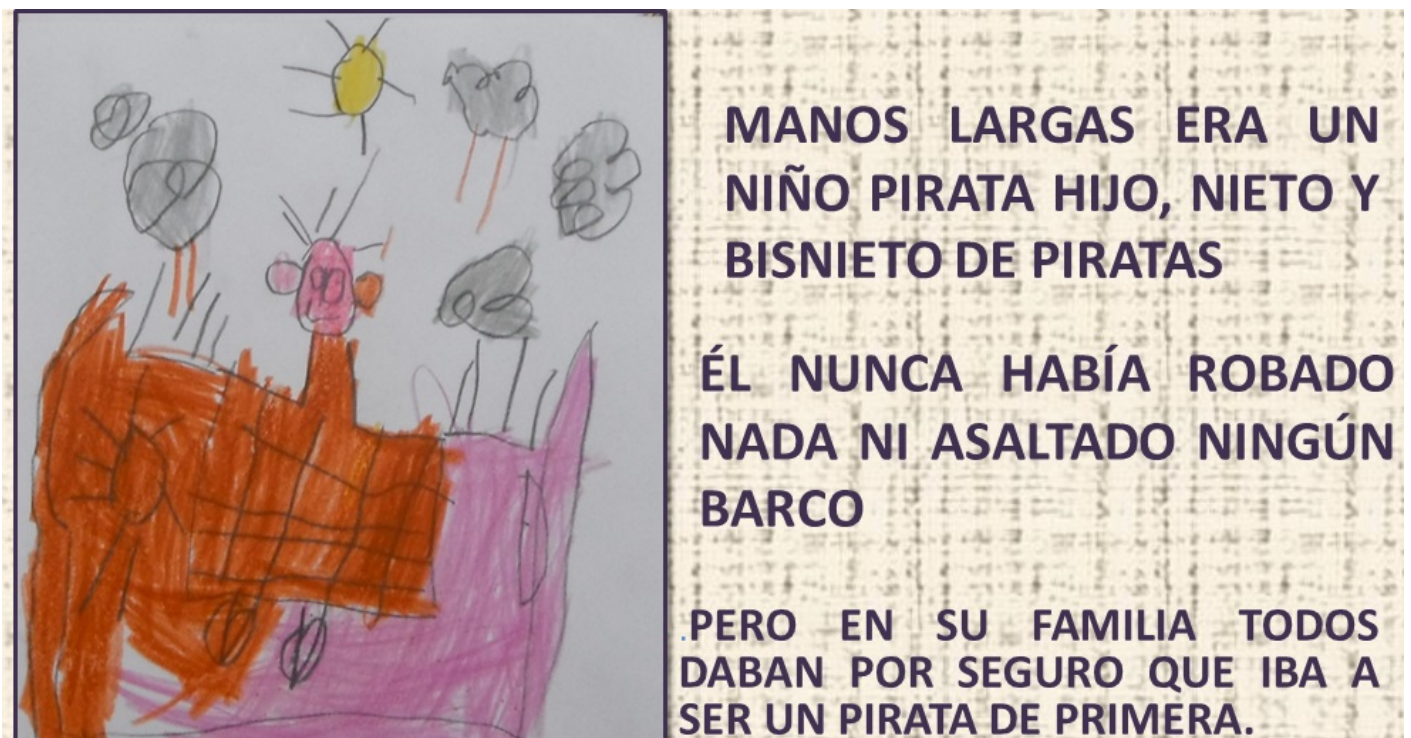 MANOS LARGAS ERA UN
NIÑO PIRATA HIJO, NIETO Y
BISNIETO DE PIRATAS
ÉL NUNCA HABÍA ROBADO
NADA NI ASALTADO NINGÚN
BARCO
.PERO EN SU FAMILIA TODOS
DABAN POR SEGURO QUE IBA A
SER UN PIRATA DE PRIMERA.